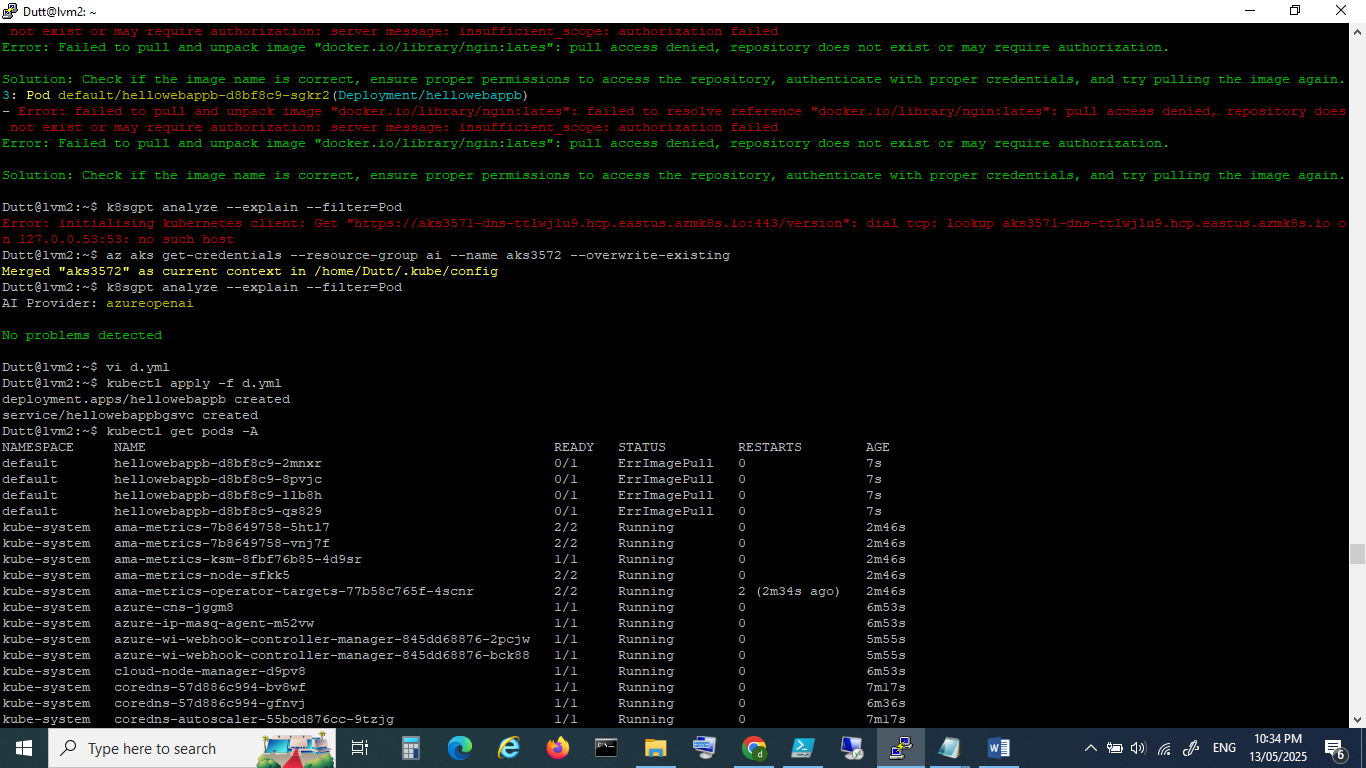 Dutt@lvm2: ~
not exist or may require authorization: server message: insufficient_scope: authorization failed
Error: Failed to pull and unpack image "docker.io/library/ngin:lates": pull access denied, repository does not exist or may require authorization.
Solution: Check if the image name is correct, ensure proper permissions to access the repository, authenticate with proper credentials, and try pulling the image again.
3: Pod default/hellowebappb-d8bf8c9-sgkr2(Deployment/hellowebappb)
- Error: failed to pull and unpack image "docker.io/library/ngin:lates": failed to resolve reference "docker.io/library/ngin:lates": pull access denied, repository does
not exist or may require authorization: server message: insufficient_scope: authorization failed
Error: Failed to pull and unpack image "docker.io/library/ngin:lates": pull access denied, repository does not exist or may require authorization.
Solution: Check if the image name is correct, ensure proper permissions to access the repository, authenticate with proper credentials, and try pulling the image again.
Dutt@lvm2:~$ k8sgpt analyze --explain --filter=Pod
Error: initialising kubernetes client: Get "https://aks3571-dns-ttlwjlu9.hcp.eastus.azmk8s.io:443/version": dial tcp: lookup aks3571-dns-ttlwjlu9.hcp.eastus.azmk8s.io o
n 127.0.0.53:53: no such host
Dutt@lvm2:~$ az aks get-credentials --resource-group ai --name aks3572 --overwrite-existing
Merged "aks3572" as current context in /home/Dutt/.kube/config
Dutt@lvm2:~$ k8sgpt analyze --explain --filter=Pod
AI Provider: azureopenai
No problems detected
Dutt@lvm2:~$ vi d.yml
Dutt@lvm2:~$ kubectl apply -f d.yml
deployment.apps/hellowebappb created
service/hellowebappbgsvc created
Dutt@lvm2:~$ kubectl get pods -A
NAMESPACE NAME READY STATUS RESTARTS AGE
default hellowebappb-d8bf8c9-2mnxr 0/1 ErrImagePull 0 7s
default hellowebappb-d8bf8c9-8pvjc 0/1 ErrImagePull 0 7s
default hellowebappb-d8bf8c9-llb8h 0/1 ErrImagePull 0 7s
default hellowebappb-d8bf8c9-qs829 0/1 ErrImagePull 0 7s
kube-system ama-metrics-7b8649758-5htl7 2/2 Running 0 2m46s
kube-system ama-metrics-7b8649758-vnj7f 2/2 Running 0 2m46s
kube-system ama-metrics-ksm-8fbf76b85-4d9sr 1/1 Running 0 2m46s
kube-system ama-metrics-node-sfkk5 2/2 Running 0 2m46s
kube-system ama-metrics-operator-targets-77b58c765f-4scnr 2/2 Running 2 (2m34s ago) 2m46s
kube-system azure-cns-jggm8 1/1 Running 0 6m53s
kube-system azure-ip-masq-agent-m52vw 1/1 Running 0 6m53s
kube-system azure-wi-webhook-controller-manager-845dd68876-2pcjw 1/1 Running 0 5m55s
kube-system azure-wi-webhook-controller-manager-845dd68876-bck88 1/1 Running 0 5m55s
kube-system cloud-node-manager-d9pv8 1/1 Running 0 6m53s
kube-system coredns-57d886c994-bv8wf 1/1 Running 0 7m17s
kube-system coredns-57d886c994-gfnvj 1/1 Running 0 6m36s
kube-system coredns-autoscaler-55bcd876cc-9tzjg 1/1 Running 0 7m17s
Type here to search
ENG
10:34 PM
13/05/2025
6